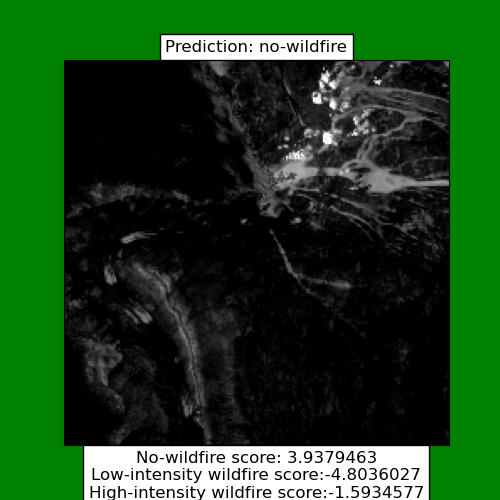 Prediction: no-wildfire
No-wildfire score: 3.9379463
Low-intensity wildfire score:-4.8036027
High-intensity wildfire score:-1.5934577